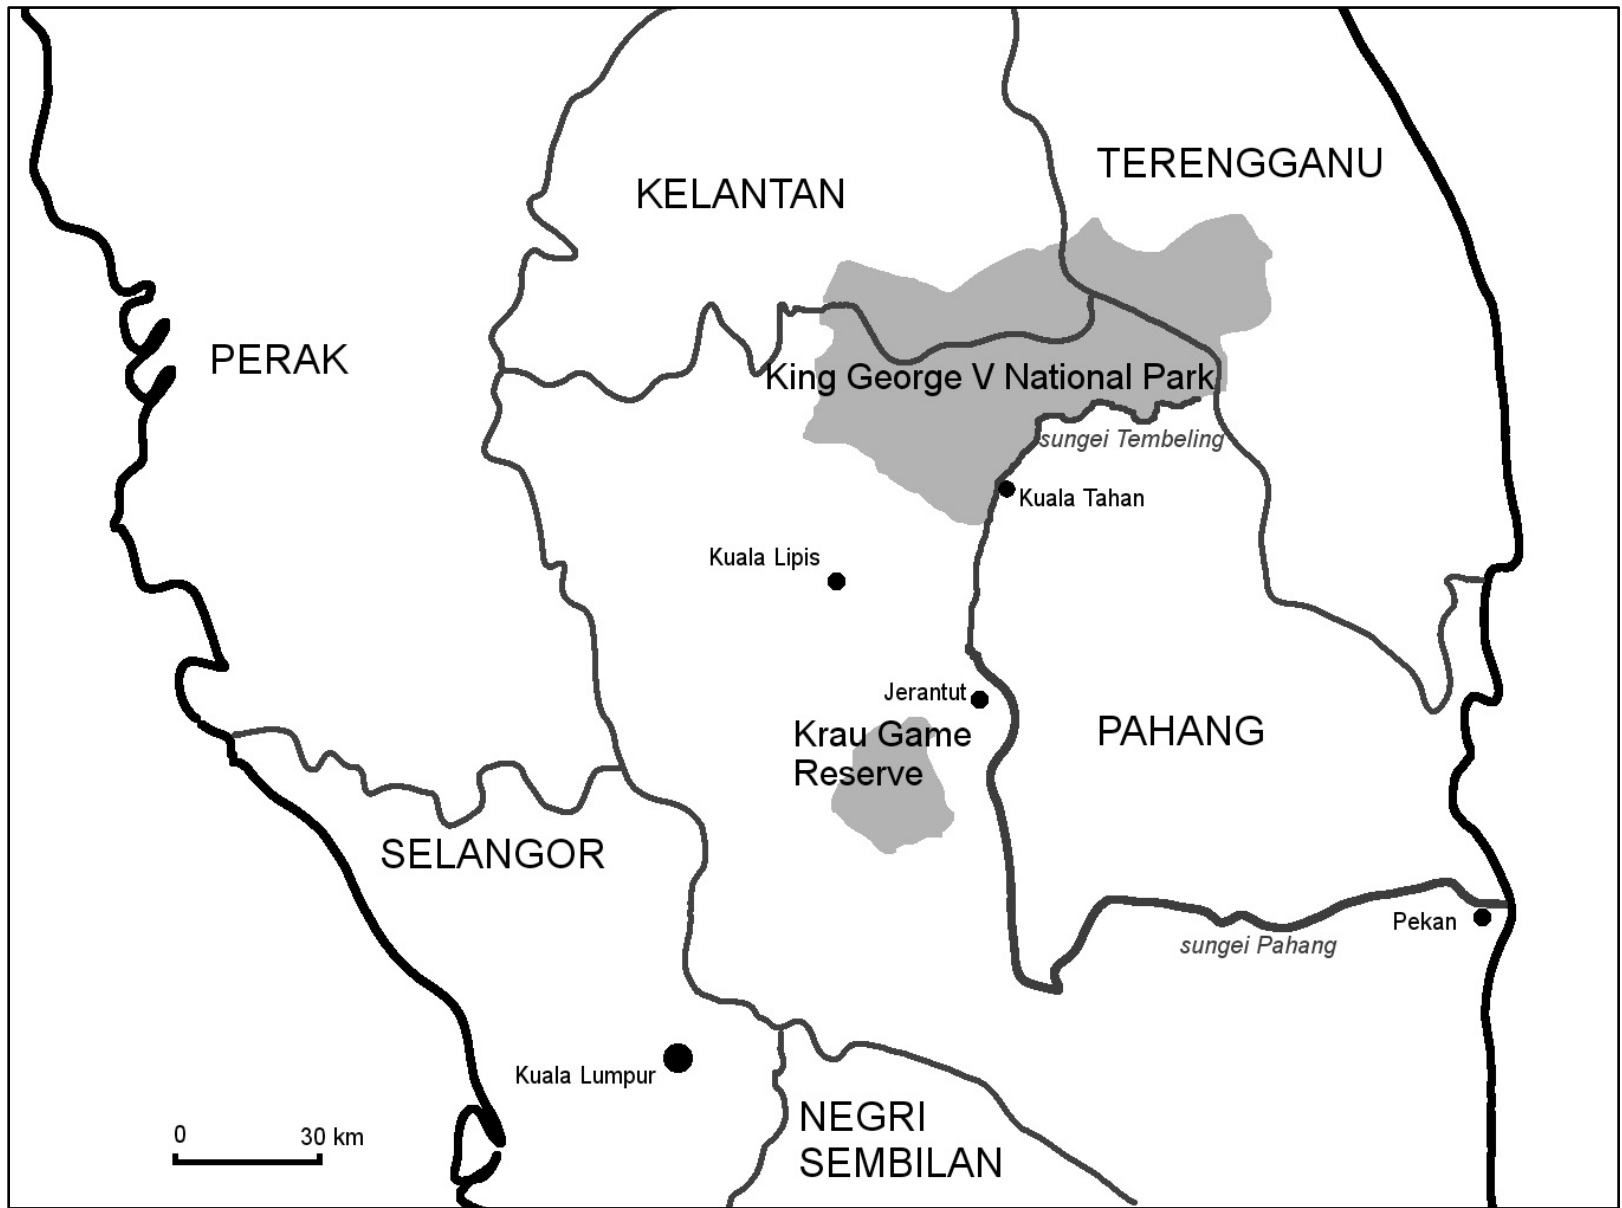 TERENGGANU
KELANTAN
PERAK
King George V National Park
sungei Tembeling
Kuala Tahan
Kuala Lipis
Jerantut
Krau Game
Reserve
PAHANG
SELANGOR
Pekan
sungei Pahang
Kuala Lumpur
NEGRI
SEMBILAN
0 30 km